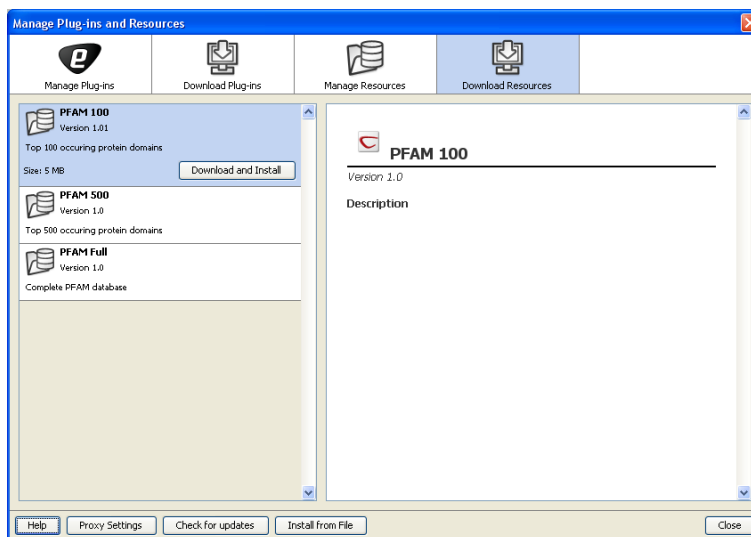 Manage Plug-ins and Resources
Manage Plug-ins
Download Plug-ins
Manage Resources
Download Resources
PFAM 100
Version 1.01
Top 100 occuring protein domains
Size: 5 MB
Download and Install
PFAM 500
Version 1.0
Top 500 occuring protein domains
PFAM Full
Version 1.0
Complete PFAM database
PFAM 100
Version 1.0
Description
Help
Proxy Settings
Check for updates
Install from File
Close